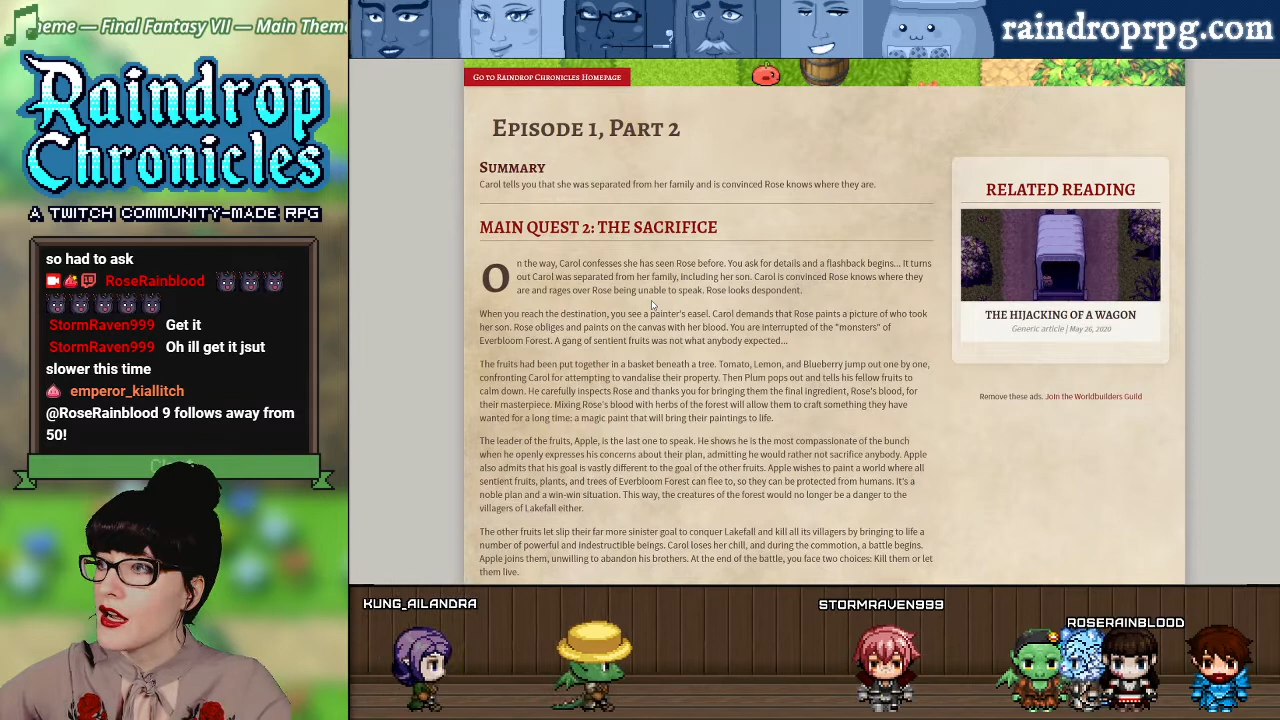 eme — Final Fantasy VII — Main Theme
raindroprpg.com
Raindrop
Chronicles
A TWITCH COMMUNITY-MADE RPG
so had to ask
RoseRainblood
StormRaven999 Get it
StormRaven999 Oh ill get it jsut
slower this time
emperor_kiallitch
@RoseRainblood 9 follows away from
50!
Go to Raindrop Chronicles Homepage
Episode 1, Part 2
Summary
Carol tells you that she was separated from her family and is convinced Rose knows where they are.
MAIN QUEST 2: THE SACRIFICE
On the way, Carol confesses she has seen Rose before. You ask for details and a flashback begins... It turns
out Carol was separated from her family, including her son. Carol is convinced Rose knows where they
are and rages over Rose being unable to speak. Rose looks despondent.
When you reach the destination, you see a painter's easel. Carol demands that Rose paints a picture of who took
her son. Rose obliges and paints on the canvas with her blood. You are interrupted of the "monsters" of
Everbloom Forest. A gang of sentient fruits was not what anybody expected...
The fruits had been put together in a basket beneath a tree. Tomato, Lemon, and Blueberry jump out one by one,
confronting Carol for attempting to vandalise their property. Then Plum pops out and tells his fellow fruits to
calm down. He carefully inspects Rose and thanks you for bringing them the final ingredient, Rose's blood, for
their masterpiece. Mixing Rose's blood with herbs of the forest will allow them to craft something they have
wanted for a long time: a magic paint that will bring their paintings to life.
The leader of the fruits, Apple, is the last one to speak. He shows he is the most compassionate of the bunch
when he openly expresses his concerns about their plan, admitting he would rather not sacrifice anybody. Apple
also admits that his goal is vastly different to the goal of the other fruits. Apple wishes to paint a world where all
sentient fruits, plants, and trees of Everbloom Forest can flee to, so they can be protected from humans. It's a
noble plan and a win-win situation. This way, the creatures of the forest would no longer be a danger to the
villagers of Lakefall either.
The other fruits let slip their far more sinister goal to conquer Lakefall and kill all its villagers by bringing to life a
number of powerful and indestructible beings. Carol loses her chill, and during the commotion, a battle begins.
Apple joins them, unwilling to abandon his brothers. At the end of the battle, you face two choices: Kill them or let
them live.
RELATED READING
THE HIJACKING OF A WAGON
Generic article | May 26, 2020
Remove these ads. Join the Worldbuilders Guild
KUNG_AILANDRA
STORMRAVEN999
ROSERAINBLOOD